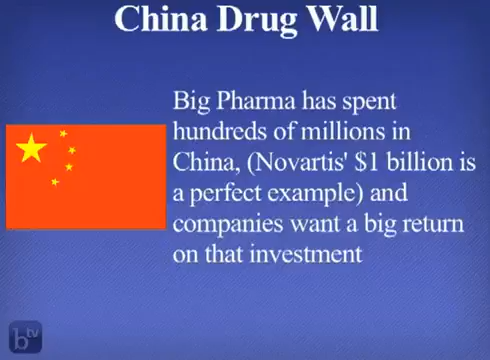 China Drug Wall
Big Pharma has spent
hundreds of millions in
China, (Novartis' $1 billion is
a perfect example) and
companies want a big return
on that investment
btv